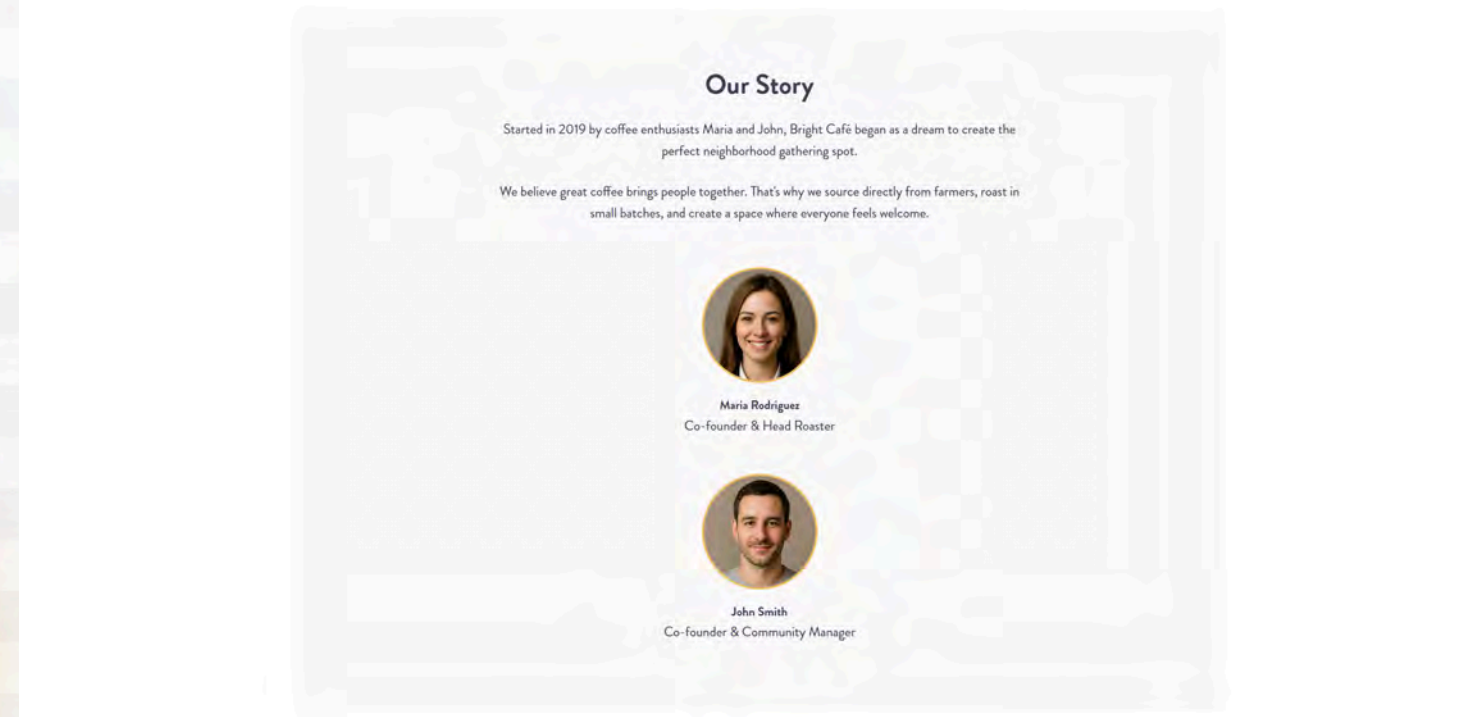 Our Story
Started in 2019 by coffee enthusiasts Maria and John, Bright Café began as a dream to create the
perfect neighborhood gathering spot.
We believe great coffee brings people together. That's why we source directly from farmers, roast in
small batches, and create a space where everyone feels welcome.
Maria Rodriguez
Co-founder & Head Roaster
John Smith
Co-founder & Community Manager